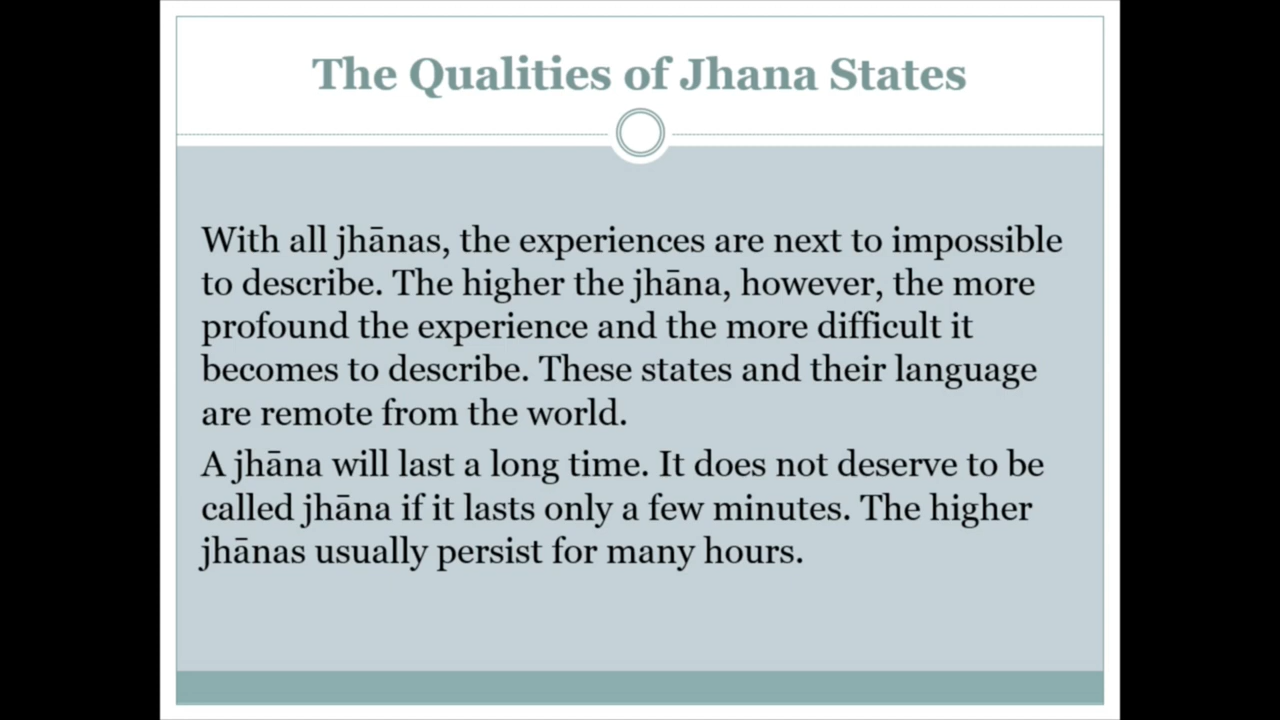 The Qualities of Jhana States
With all jhānas, the experiences are next to impossible
to describe. The higher the jhāna, however, the more
profound the experience and the more difficult it
becomes to describe. These states and their language
are remote from the world.
A jhāna will last a long time. It does not deserve to be
called jhāna if it lasts only a few minutes. The higher
jhānas usually persist for many hours.